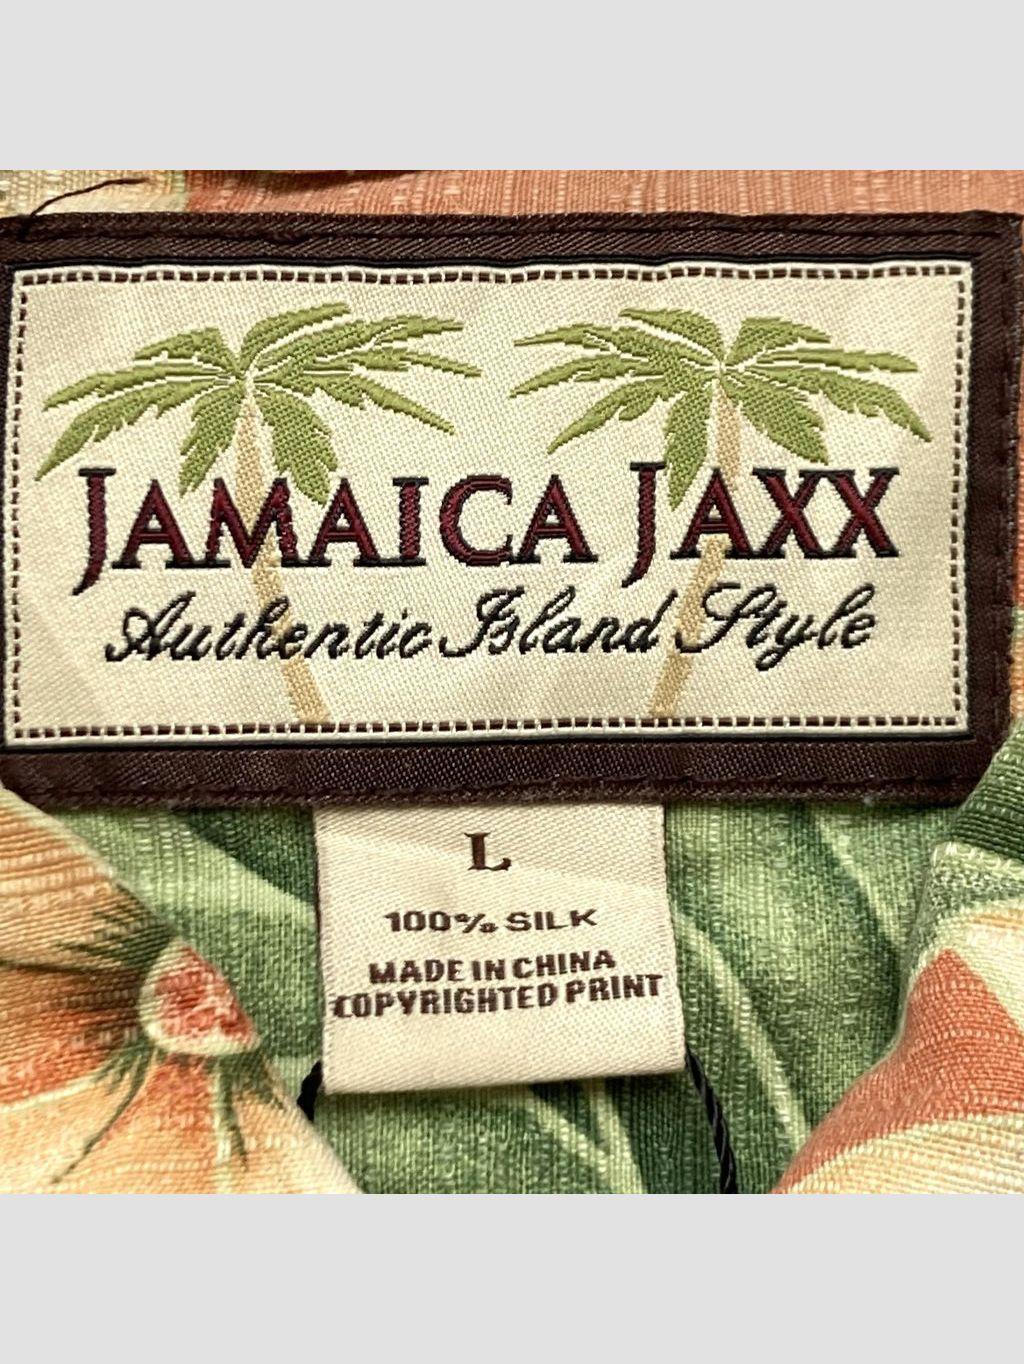 JAMAICA JAXX
Authentic Island Style
L
100% SILK
MADE IN CHINA
COPYRIGHTED PRINT